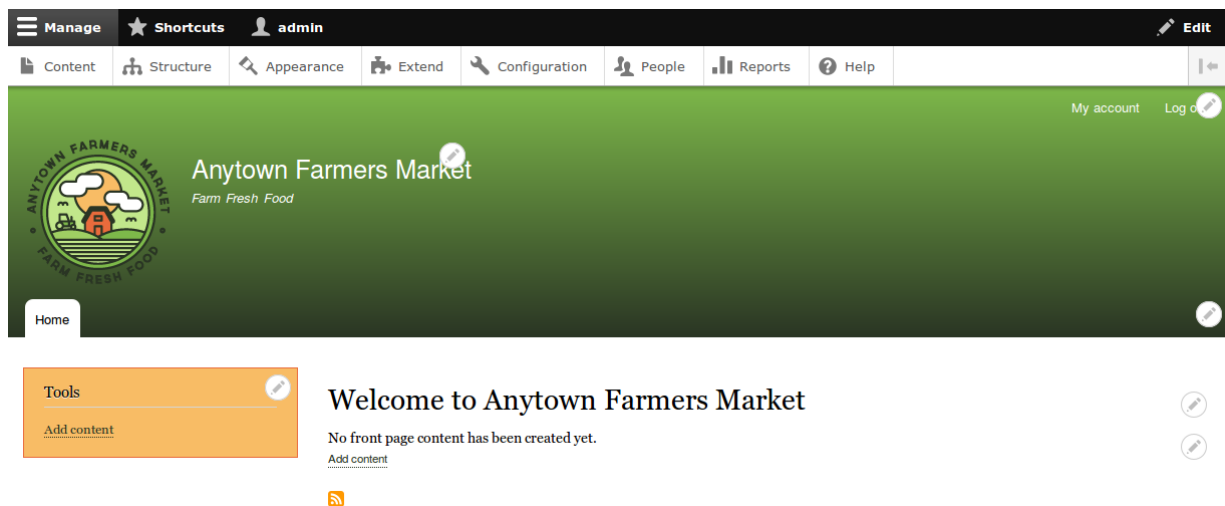 Manage Shortcuts admin Edit
Content Structure Appearance Extend Configuration People Reports Help
My account Log o
ANYTOWN FARMERS MARKET
FARM FRESH FOOD
Anytown Farmers Market
Farm Fresh Food
Home
Tools
Add content
Welcome to Anytown Farmers Market
No front page content has been created yet.
Add content